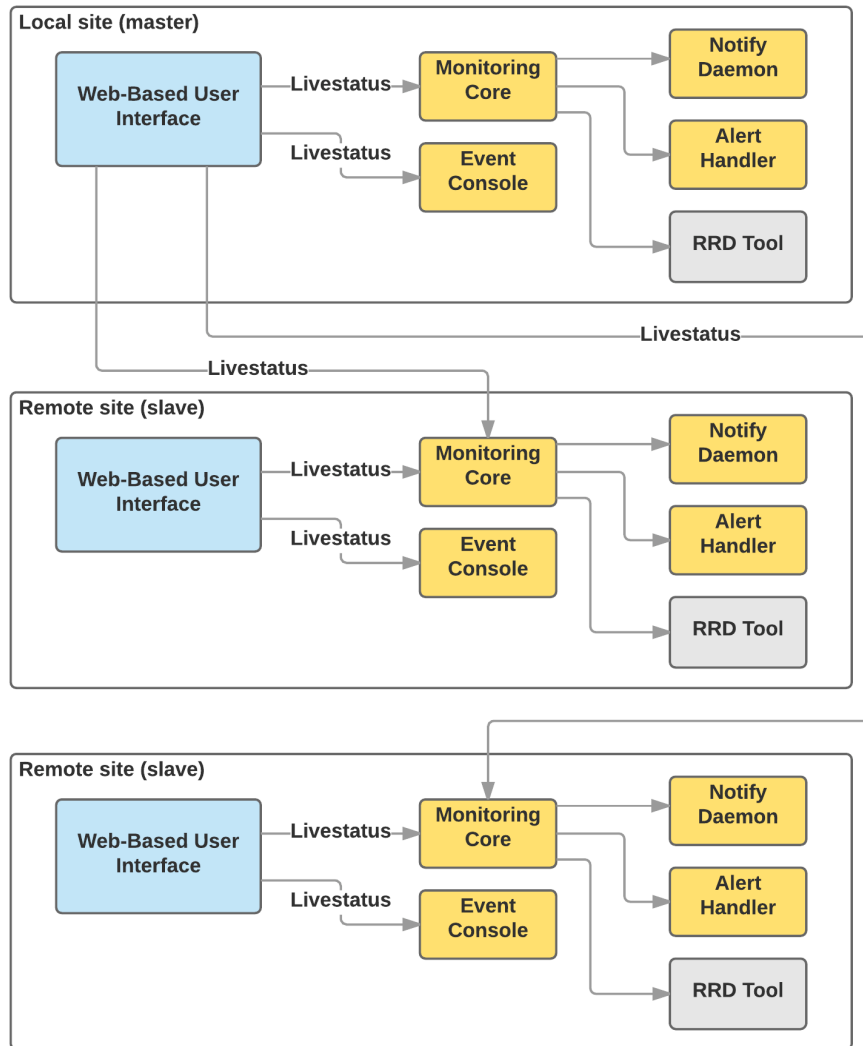 Local site (master)
Web-Based User
Interface
Livestatus
Livestatus
Monitoring
Core
Event
Console
Notify
Daemon
Alert
Handler
RRD Tool
Livestatus
Livestatus
Remote site (slave)
Web-Based User
Interface
Livestatus
Livestatus
Monitoring
Core
Event
Console
Notify
Daemon
Alert
Handler
RRD Tool
Remote site (slave)
Web-Based User
Interface
Livestatus
Livestatus
Monitoring
Core
Event
Console
Notify
Daemon
Alert
Handler
RRD Tool